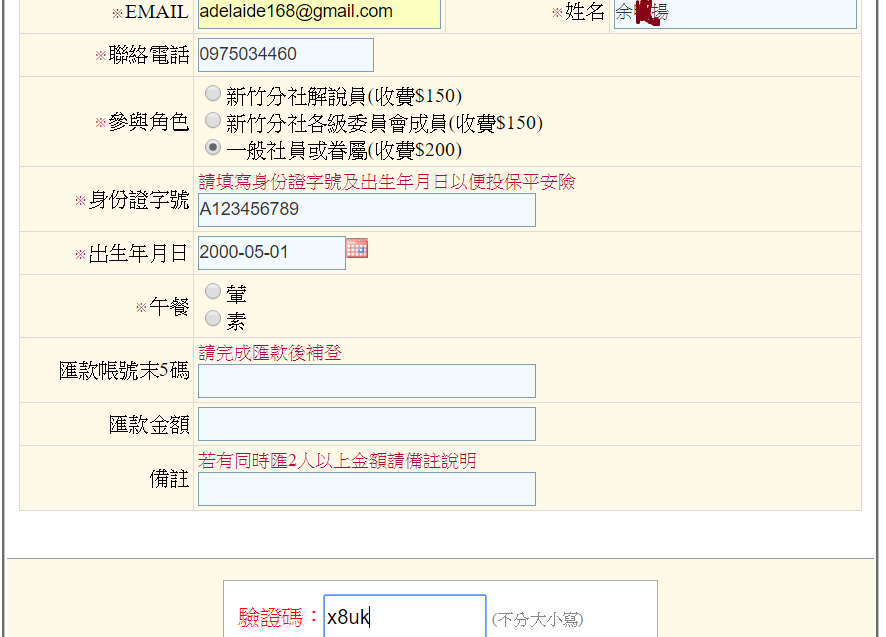 ※EMAIL adelaide168@gmail.com ※姓名 余 揚
※聯絡電話 0975034460
新竹分社解說員(收費$150)
※參與角色 新竹分社各級委員會成員(收費$150)
一般社員或眷屬(收費$200)
請填寫身份證字號及出生年月日以便投保平安險
※身份證字號 A123456789
※出生年月日 2000-05-01
※午餐 葷
素
請完成匯款後補登
匯款帳號末5碼
匯款金額
若有同時匯2人以上金額請備註說明
備註
驗證碼： x8uk (不分大小寫)